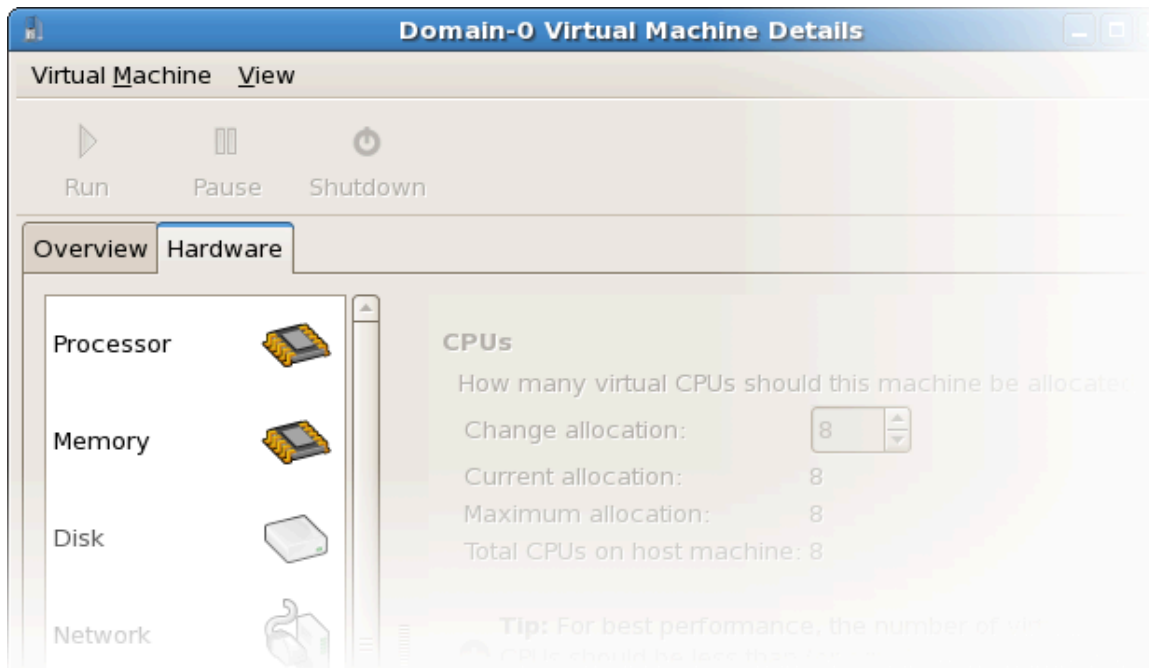 Domain-0 Virtual Machine Details
Virtual Machine View
Run Pause Shutdown
Overview Hardware
Processor
Memory
Disk
Network
CPUs
How many virtual CPUs should this machine be allocated
Change allocation: 8
Current allocation: 8
Maximum allocation: 8
Total CPUs on host machine: 8
Tip: For best performance, the number of
CPUs should be less than